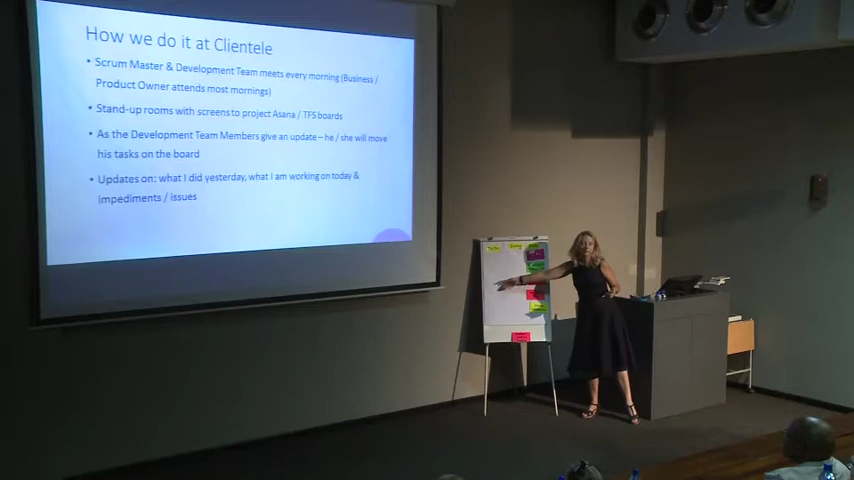 How we do it at Clientele
• Scrum Master & Development Team meets every morning (Business /
Product Owner attends most mornings)
• Stand-up rooms with screens to project Asana / TFS boards
• As the Development Team Members give an update – he / she will move
his tasks on the board
• Updates on: what I did yesterday, what I am working on today &
impediments / issues
To Do
Doing